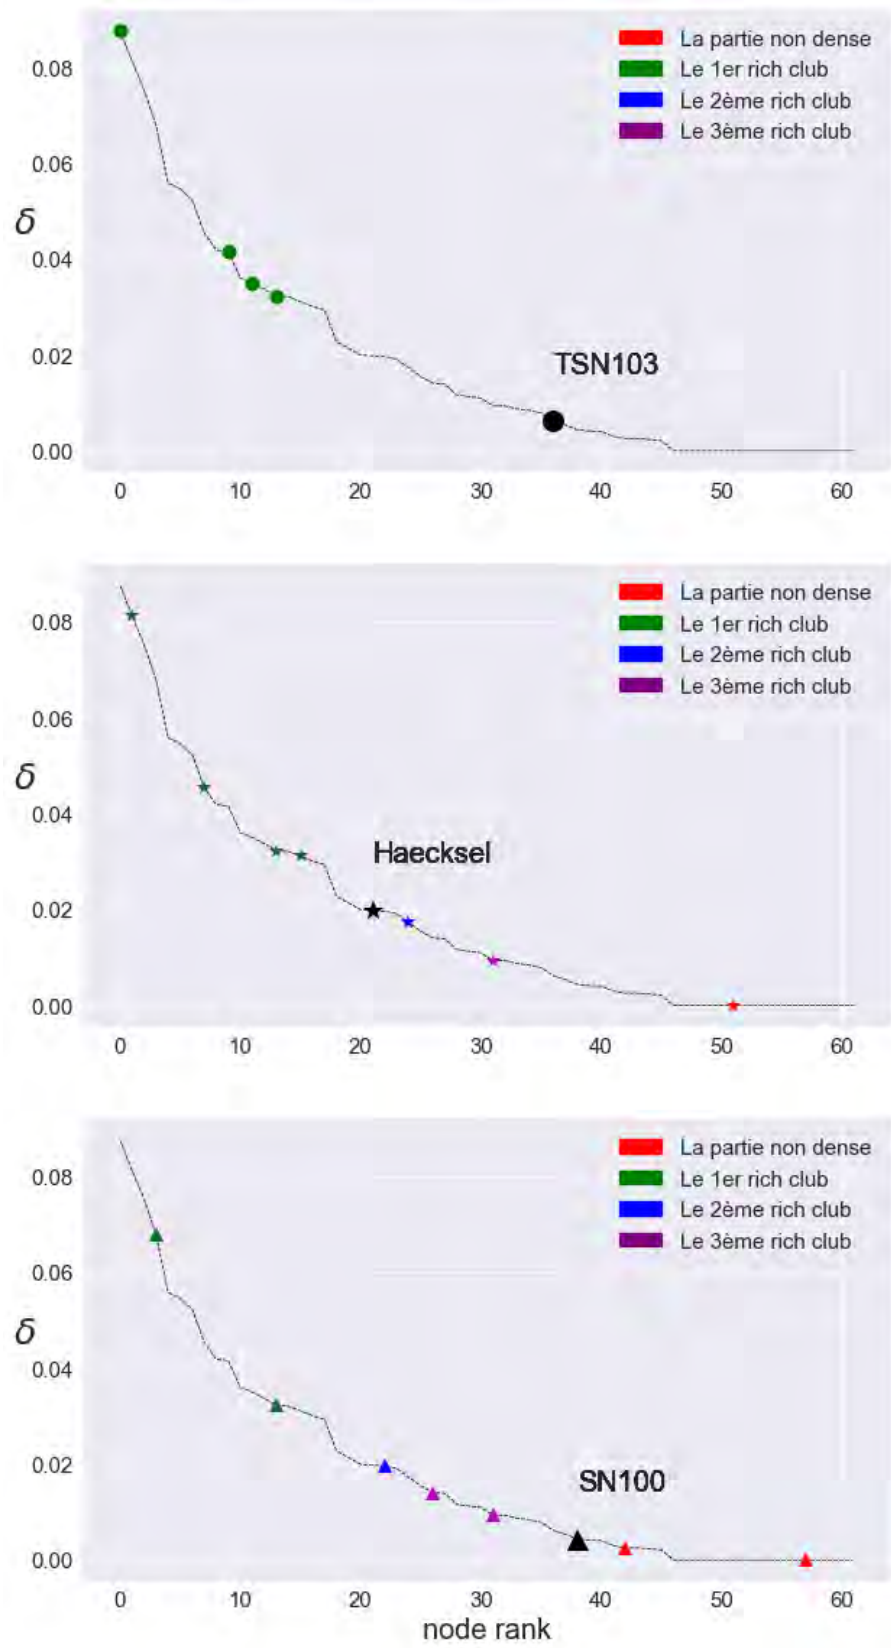 La partie non dense
Le 1er rich club
Le 2ème rich club
Le 3ème rich club
0.08
0.06
δ
0.04
0.02
0.00
TSN103
0 10 20 30 40 50 60
La partie non dense
Le 1er rich club
Le 2ème rich club
Le 3ème rich club
0.08
0.06
δ
0.04
0.02
0.00
Haecksel
0 10 20 30 40 50 60
La partie non dense
Le 1er rich club
Le 2ème rich club
Le 3ème rich club
0.08
0.06
δ
0.04
0.02
0.00
SN100
0 10 20 30 40 50 60
node rank